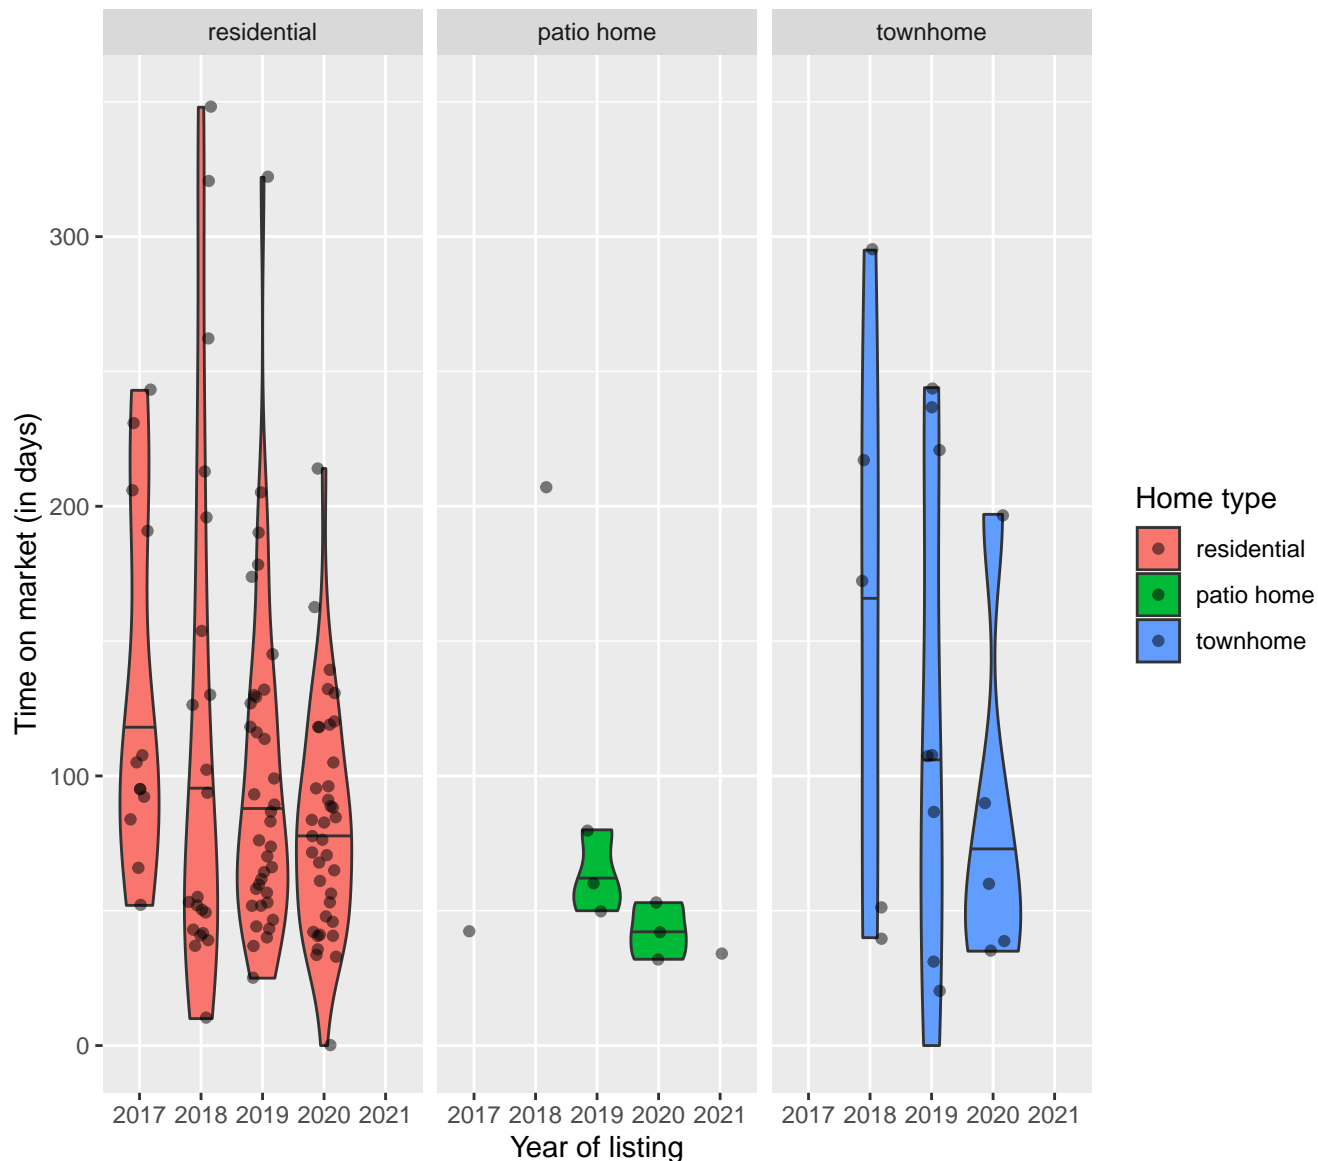 residential
patio home
townhome
Time on market (in days)
300
200
100
0
2017 2018 2019 2020 2021
2017 2018 2019 2020 2021
2017 2018 2019 2020 2021
Year of listing
Home type
residential
patio home
townhome